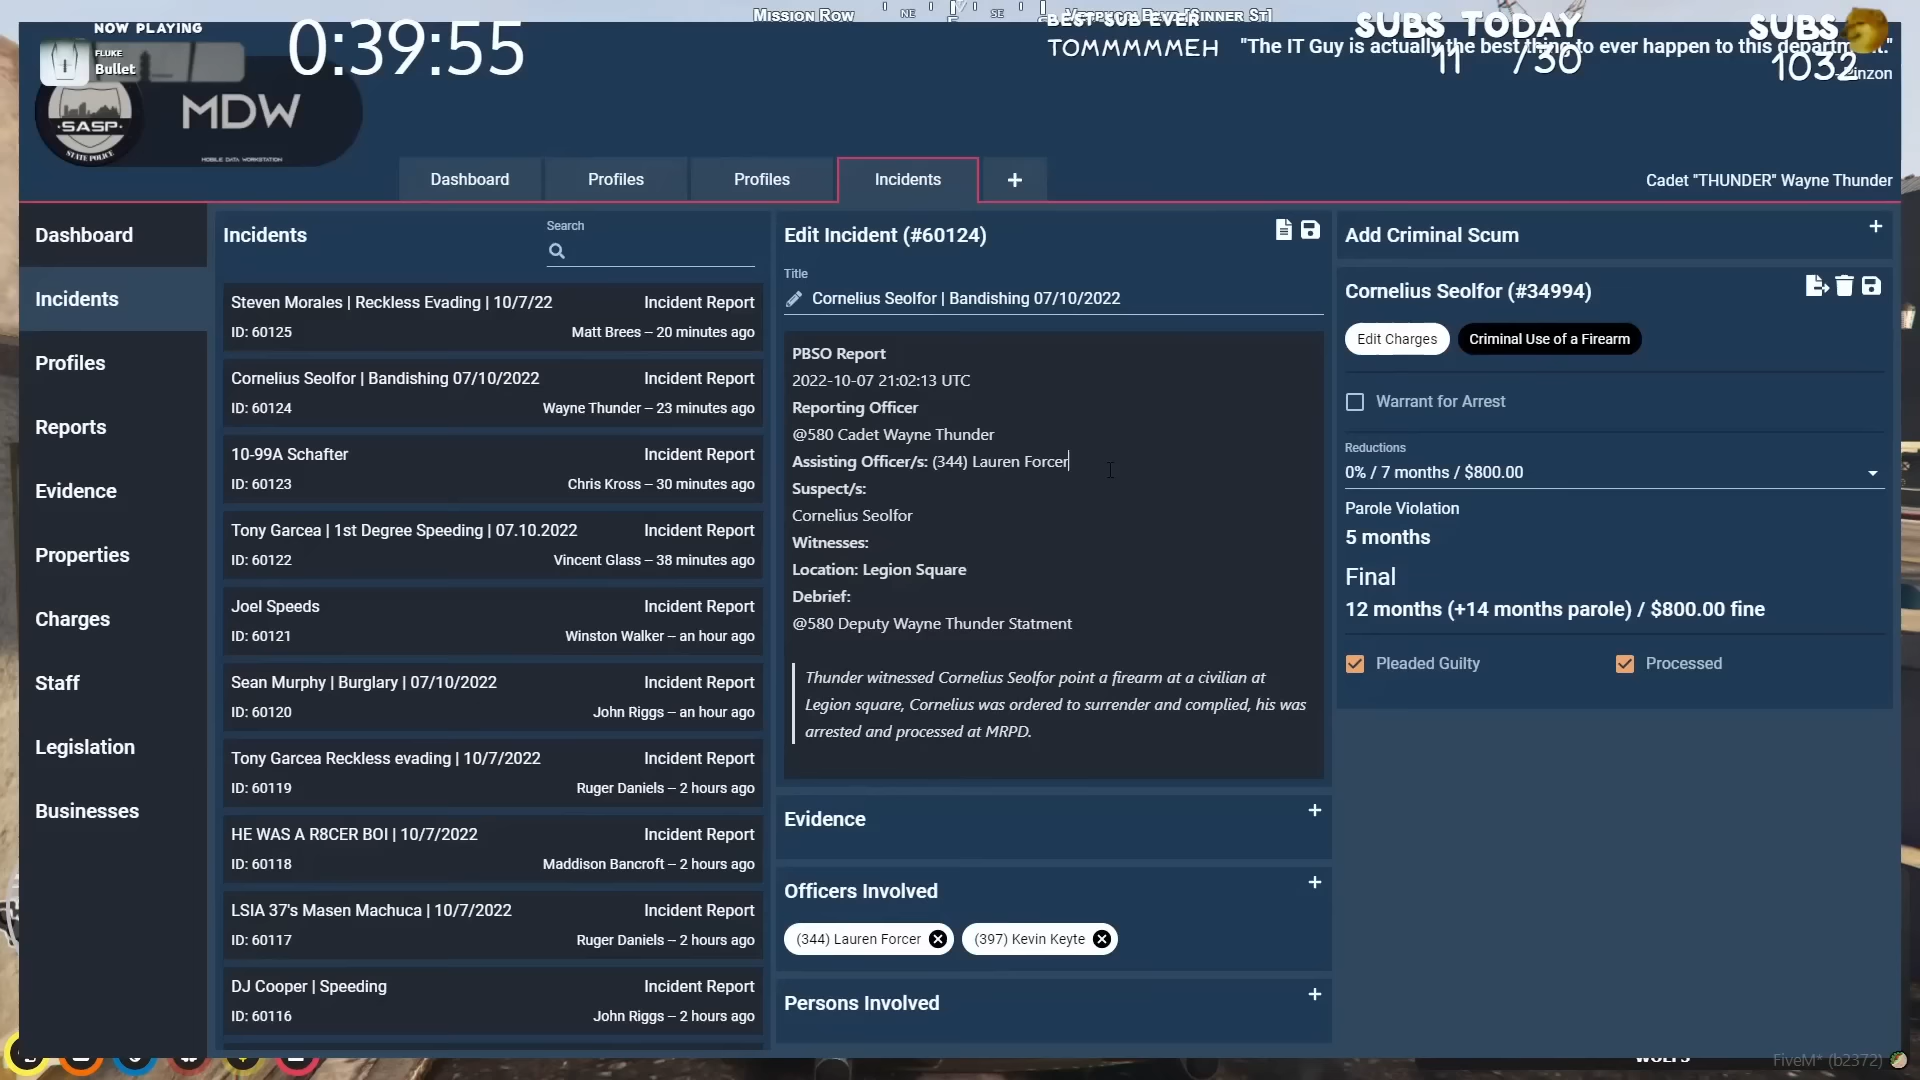 Mission Row
NE
E
SE
[Sinner St]
NOW PLAYING
FLUKE
Bullet
0:39:55
BEST SUB EVER
TOMMMMMEH
SUBS TODAY
11 /30
SUBS
1032
"The IT Guy is actually the best thing to ever happen to this department."
SASP
STATE POLICE
MDW
MOBILE DATA WORKSTATION
Dashboard
Profiles
Profiles
Incidents
+
Cadet "THUNDER" Wayne Thunder
Dashboard
Incidents
Profiles
Reports
Evidence
Properties
Charges
Staff
Legislation
Businesses
Incidents
Search
Steven Morales | Reckless Evading | 10/7/22 Incident Report
ID: 60125 Matt Brees – 20 minutes ago
Cornelius Seolfor | Bandishing 07/10/2022 Incident Report
ID: 60124 Wayne Thunder – 23 minutes ago
10-99A Schafter Incident Report
ID: 60123 Chris Kross – 30 minutes ago
Tony Garcea | 1st Degree Speeding | 07.10.2022 Incident Report
ID: 60122 Vincent Glass – 38 minutes ago
Joel Speeds Incident Report
ID: 60121 Winston Walker – an hour ago
Sean Murphy | Burglary | 07/10/2022 Incident Report
ID: 60120 John Riggs – an hour ago
Tony Garcea Reckless evading | 10/7/2022 Incident Report
ID: 60119 Ruger Daniels – 2 hours ago
HE WAS A R8CER BOI | 10/7/2022 Incident Report
ID: 60118 Maddison Bancroft – 2 hours ago
LSIA 37's Masen Machuca | 10/7/2022 Incident Report
ID: 60117 Ruger Daniels – 2 hours ago
DJ Cooper | Speeding Incident Report
ID: 60116 John Riggs – 2 hours ago
Edit Incident (#60124)
Title
Cornelius Seolfor | Bandishing 07/10/2022
PBSO Report
2022-10-07 21:02:13 UTC
Reporting Officer
@580 Cadet Wayne Thunder
Assisting Officer/s: (344) Lauren Forcer
Suspect/s:
Cornelius Seolfor
Witnesses:
Location: Legion Square
Debrief:
@580 Deputy Wayne Thunder Statment
Thunder witnessed Cornelius Seolfor point a firearm at a civilian at
Legion square, Cornelius was ordered to surrender and complied, his was
arrested and processed at MRPD.
Evidence +
Officers Involved +
(344) Lauren Forcer
(397) Kevin Keyte
Persons Involved +
Add Criminal Scum +
Cornelius Seolfor (#34994)
Edit Charges
Criminal Use of a Firearm
Warrant for Arrest
Reductions
0% / 7 months / $800.00
Parole Violation
5 months
Final
12 months (+14 months parole) / $800.00 fine
Pleaded Guilty
Processed
FiveM* (b2372)